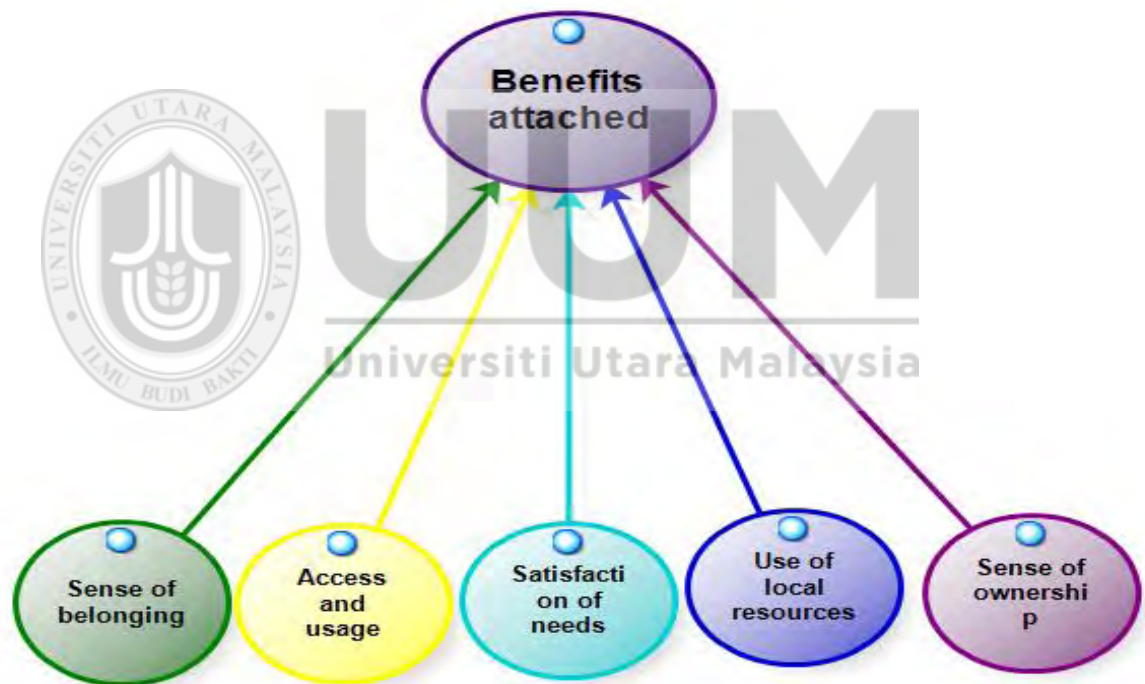 Benefits
attached
UNIVERSITI UTARA MALAYSIA
ILMU BUDI BAKTI
UUM
Universiti Utara Malaysia
Sense of
belonging
Access
and
usage
Satisfacti
on of
needs
Use of
local
resources
Sense of
ownershi
p